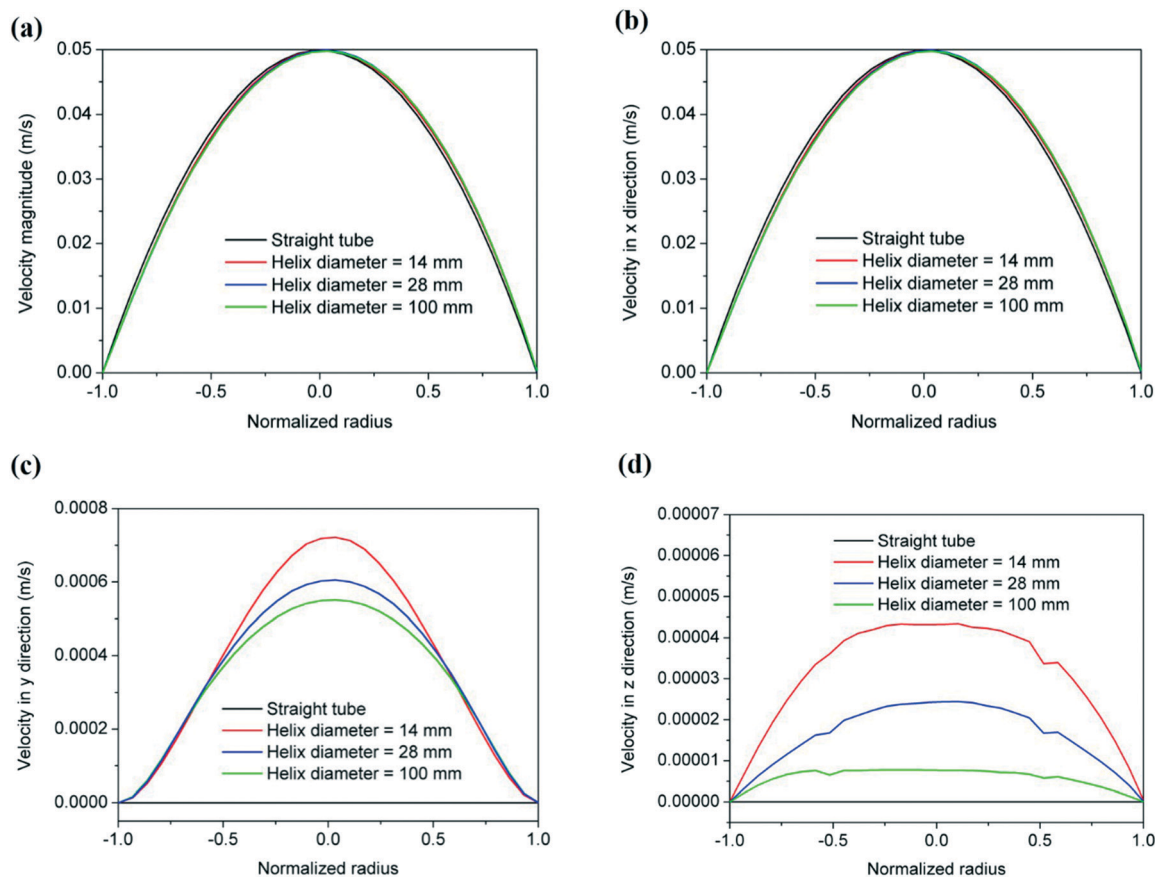 (a)
Velocity magnitude (m/s)
0.05
0.04
0.03
0.02
0.01
0.00
Straight tube
Helix diameter = 14 mm
Helix diameter = 28 mm
Helix diameter = 100 mm
-1.0 -0.5 0.0 0.5 1.0
Normalized radius
(b)
Velocity in x direction (m/s)
0.05
0.04
0.03
0.02
0.01
0.00
Straight tube
Helix diameter = 14 mm
Helix diameter = 28 mm
Helix diameter = 100 mm
-1.0 -0.5 0.0 0.5 1.0
Normalized radius
(c)
Velocity in y direction (m/s)
0.0008
0.0006
0.0004
0.0002
0.0000
Straight tube
Helix diameter = 14 mm
Helix diameter = 28 mm
Helix diameter = 100 mm
-1.0 -0.5 0.0 0.5 1.0
Normalized radius
(d)
Velocity in z direction (m/s)
0.00007
0.00006
0.00005
0.00004
0.00003
0.00002
0.00001
0.00000
Straight tube
Helix diameter = 14 mm
Helix diameter = 28 mm
Helix diameter = 100 mm
-1.0 -0.5 0.0 0.5 1.0
Normalized radius